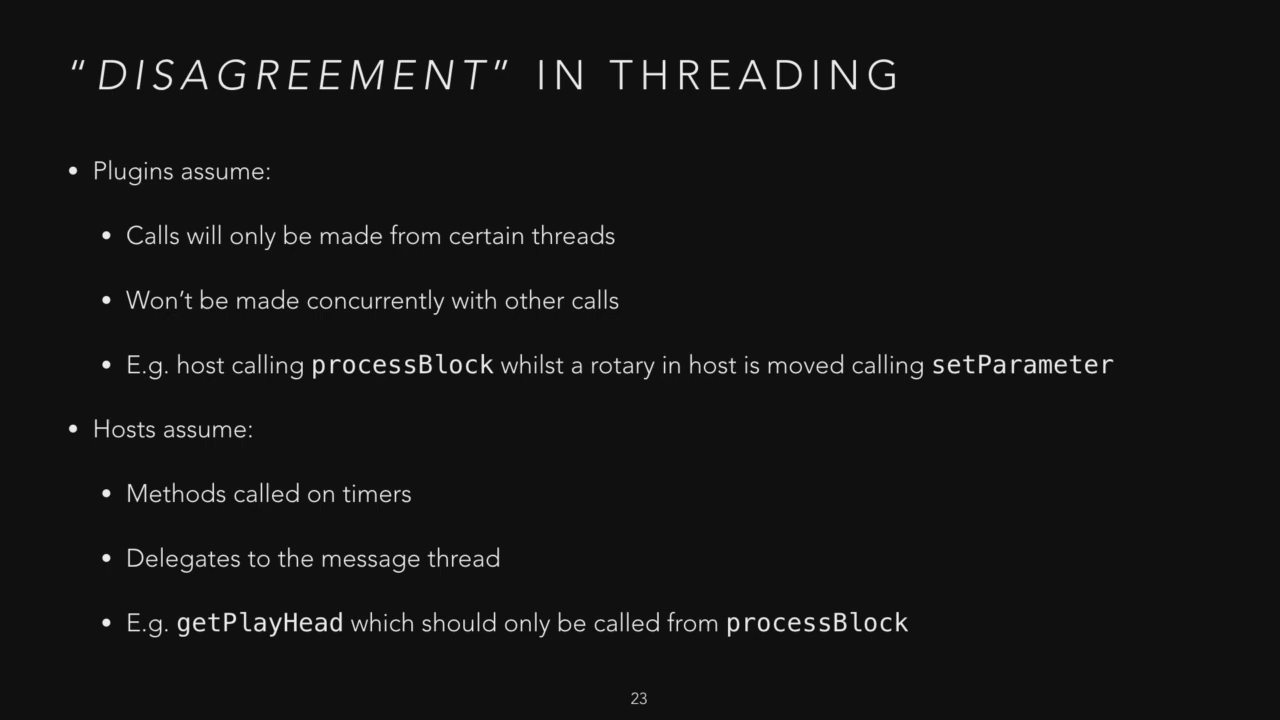 “DISAGREEMENT” IN THREADING
• Plugins assume:
• Calls will only be made from certain threads
• Won’t be made concurrently with other calls
• E.g. host calling processBlock whilst a rotary in host is moved calling setParameter
• Hosts assume:
• Methods called on timers
• Delegates to the message thread
• E.g. getPlayHead which should only be called from processBlock
23